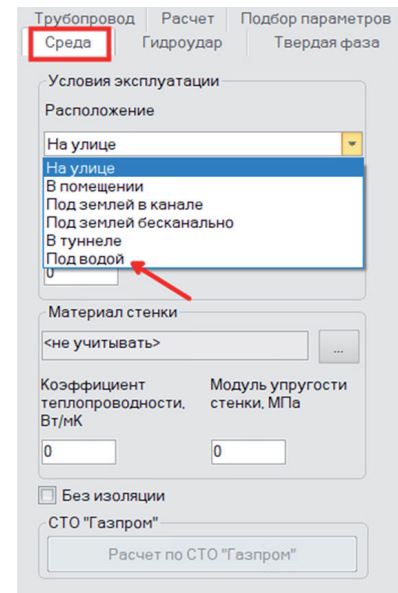 Трубопровод Расчет Подбор параметров
Среда Гидроудар Твердая фаза
Условия эксплуатации
Расположение
На улице
На улице
В помещении
Под землей в канале
Под землей бесканально
В туннеле
Под водой
0
Материал стенки
<не учитывать>
...
Коэффициент
теплопроводности,
Вт/мК
Модуль упругости
стенки, МПа
0 0
Без изоляции
СТО "Газпром"
Расчет по СТО "Газпром"